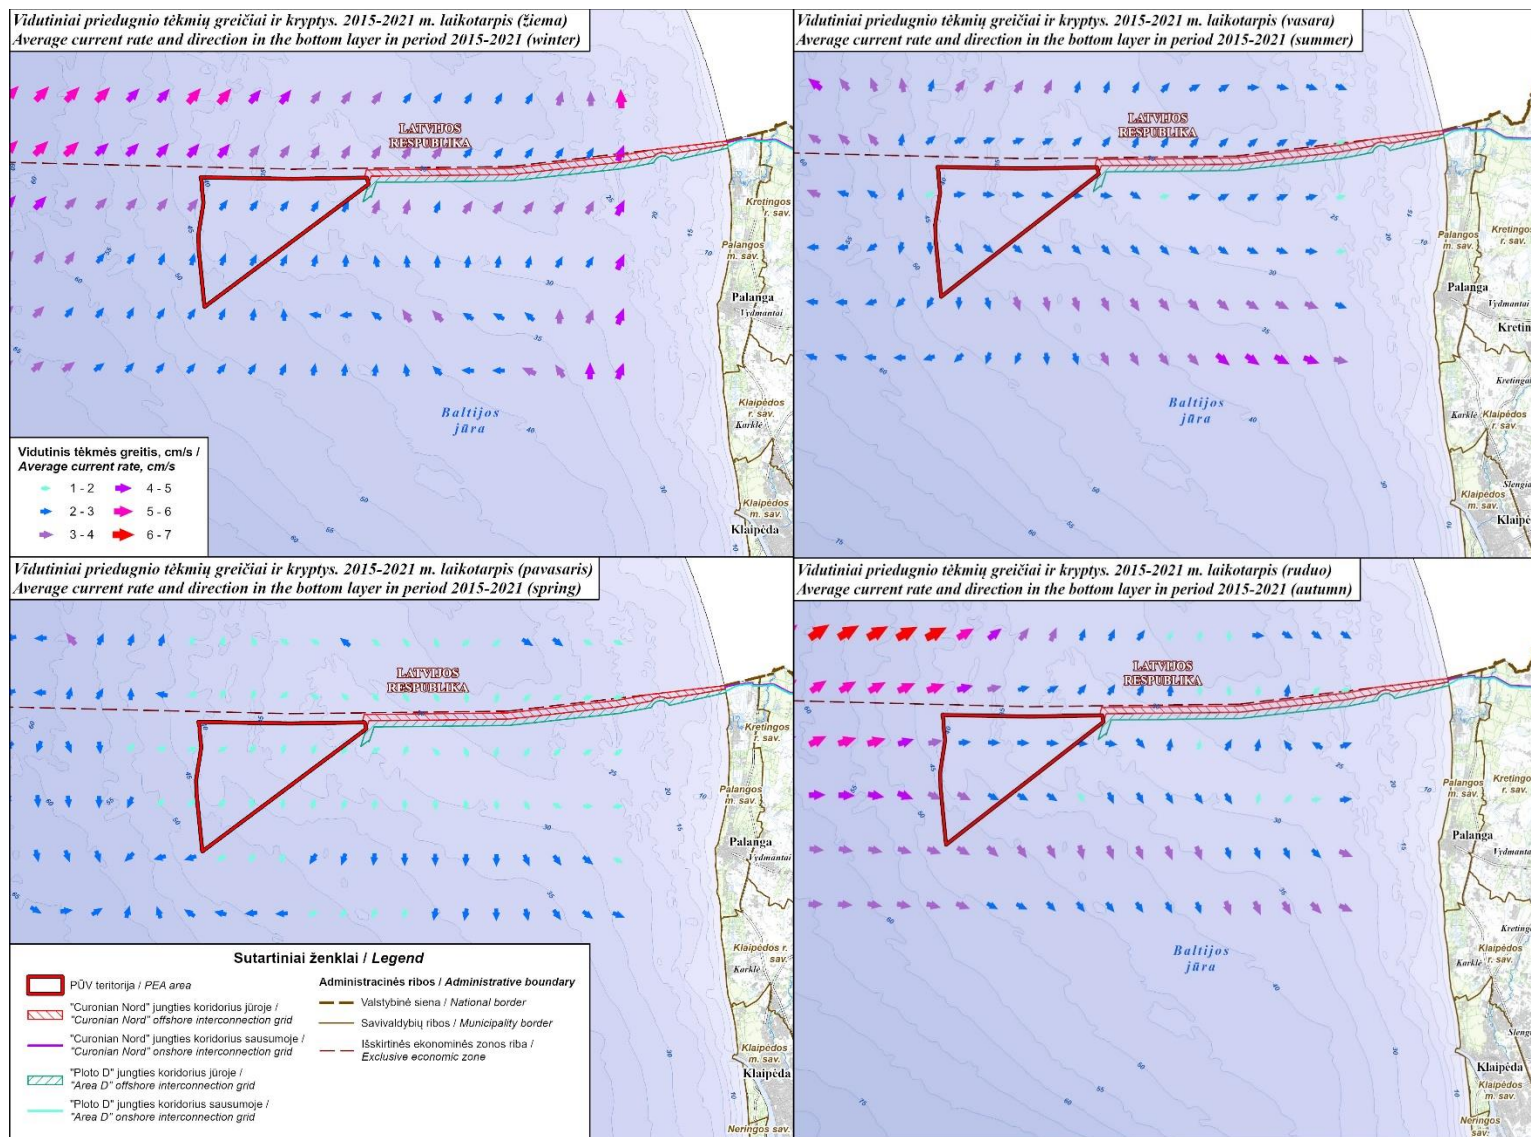 Vidutiniai priedugnio tėkmių greičiai ir kryptys. 2015-2021 m. laikotarpis (žiema)
Average current rate and direction in the bottom layer in period 2015-2021 (winter)
LATVIJOS
RESPUBLIKA
Kretingos
r. sav.
Palangos
m. sav.
Palanga
Vydmantai
Baltijos
jūra
Klaipėdos
r. sav.
Karklė
Klaipėdos
m. sav.
Klaipėda
Vidutinis tėkmės greitis, cm/s /
Average current rate, cm/s
1 - 2
4 - 5
2 - 3
5 - 6
3 - 4
6 - 7
Vidutiniai priedugnio tėkmių greičiai ir kryptys. 2015-2021 m. laikotarpis (vasara)
Average current rate and direction in the bottom layer in period 2015-2021 (summer)
LATVIJOS
RESPUBLIKA
Kretingos
r. sav.
Palangos
m. sav.
Palanga
Vydmantai
Kreting
Kretingal
Baltijos
jūra
Klaipėdos
r. sav.
Karklė
Slengia
Klaipėdos
m. sav.
Klaipėd
Vidutiniai priedugnio tėkmių greičiai ir kryptys. 2015-2021 m. laikotarpis (pavasaris)
Average current rate and direction in the bottom layer in period 2015-2021 (spring)
LATVIJOS
RESPUBLIKA
Kretingos
r. sav.
Palangos
m. sav.
Palanga
Vydmantai
Klaipėdos r.
sav.
Karklė
Klaipėdos
m. sav.
Klaipėda
Sutartiniai ženklai / Legend
PŪV teritorija / PEA area
"Curonian Nord" jungties koridorius jūroje /
"Curonian Nord" offshore interconnection grid
"Curonian Nord" jungties koridorius sausumoje /
"Curonian Nord" onshore interconnection grid
"Ploto D" jungties koridorius jūroje /
"Area D" offshore interconnection grid
"Ploto D" jungties koridorius sausumoje /
"Area D" onshore interconnection grid
Administracinės ribos / Administrative boundary
Valstybinė siena / National border
Savivaldybių ribos / Municipality border
Išskirtinės ekonominės zonos riba /
Exclusive economic zone
Vidutiniai priedugnio tėkmių greičiai ir kryptys. 2015-2021 m. laikotarpis (ruduo)
Average current rate and direction in the bottom layer in period 2015-2021 (autumn)
LATVIJOS
RESPUBLIKA
Kretingos
r. sav.
Palangos
m. sav.
Palanga
Vydmantai
Kreting
Baltijos
jūra
Klaipėdos
r. sav.
Karklė
Klaipėdos
m. sav.
Klaipėda
Neringos
sav.